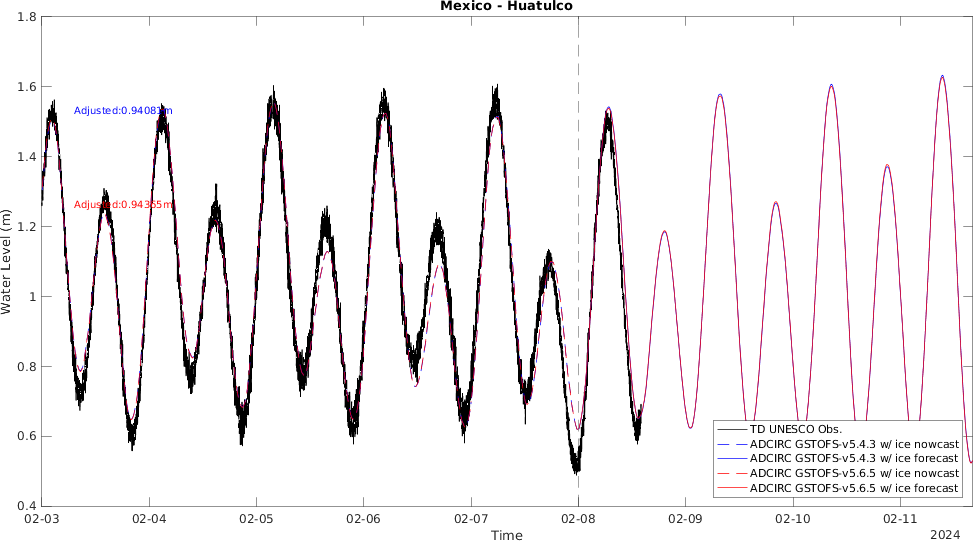 Mexico - Huatulco
1.8
1.6
1.4
1.2
1
0.8
0.6
0.4
Water Level (m)
Adjusted:0.94081m
Adjusted:0.94365m
TD UNESCO Obs.
ADCIRC GSTOFS-v5.4.3 w/ ice nowcast
ADCIRC GSTOFS-v5.4.3 w/ ice forecast
ADCIRC GSTOFS-v5.6.5 w/ ice nowcast
ADCIRC GSTOFS-v5.6.5 w/ ice forecast
02-03 02-04 02-05 02-06 02-07 02-08 02-09 02-10 02-11
Time
2024